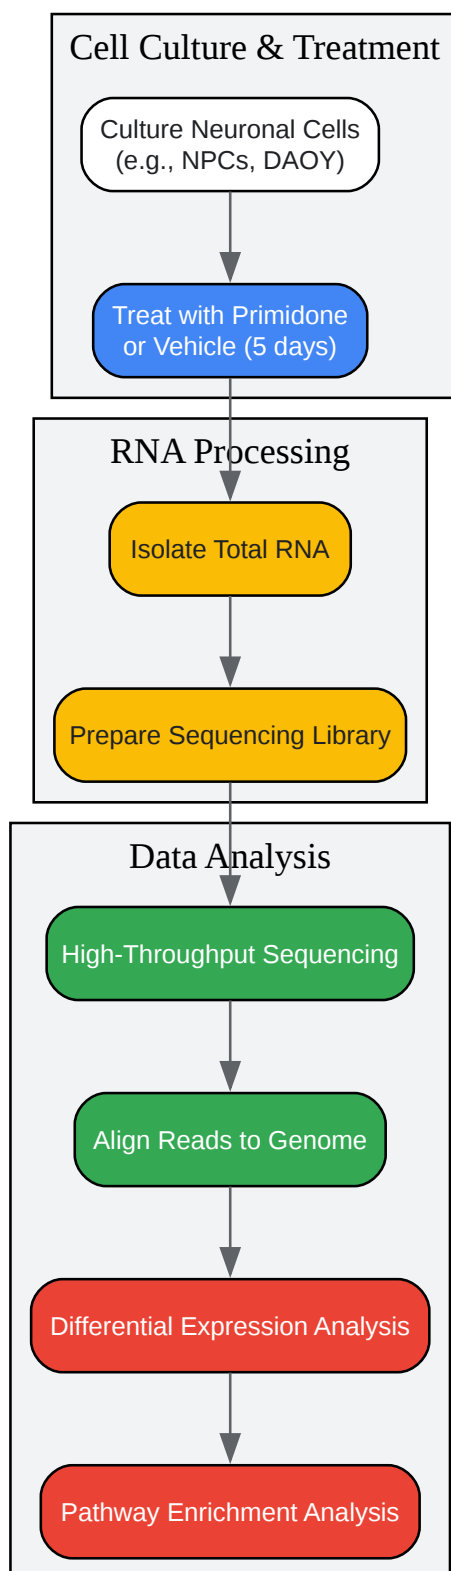 Cell Culture & Treatment
Culture Neuronal Cells
(e.g., NPCs, DAOY)
Treat with Primidone
or Vehicle (5 days)
RNA Processing
Isolate Total RNA
Prepare Sequencing Library
Data Analysis
High-Throughput Sequencing
Align Reads to Genome
Differential Expression Analysis
Pathway Enrichment Analysis